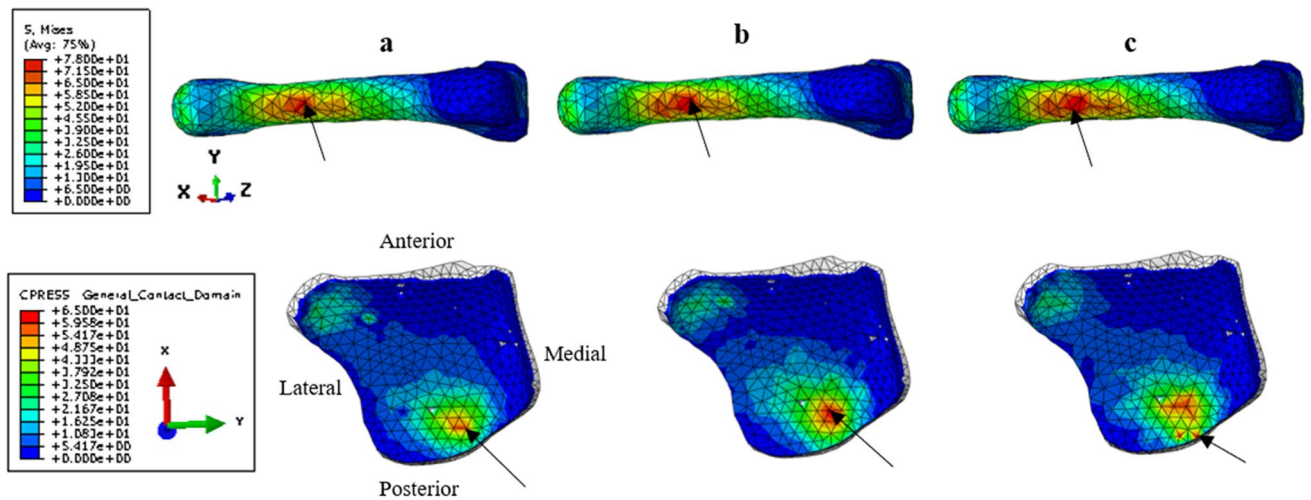 a
b
c
S, Mises
(Avg: 75%)
+7.800e+01
+7.150e+01
+6.500e+01
+5.850e+01
+5.200e+01
+4.550e+01
+3.900e+01
+3.250e+01
+2.600e+01
+1.950e+01
+1.300e+01
+6.500e+00
+0.000e+00
Y
X
Z
Anterior
Medial
Lateral
Posterior
CPRESS General_Contact_Domain
+6.500e+01
+5.958e+01
+5.417e+01
+4.875e+01
+4.333e+01
+3.792e+01
+3.250e+01
+2.708e+01
+2.167e+01
+1.625e+01
+1.083e+01
+5.417e+00
+0.000e+00
X
Y